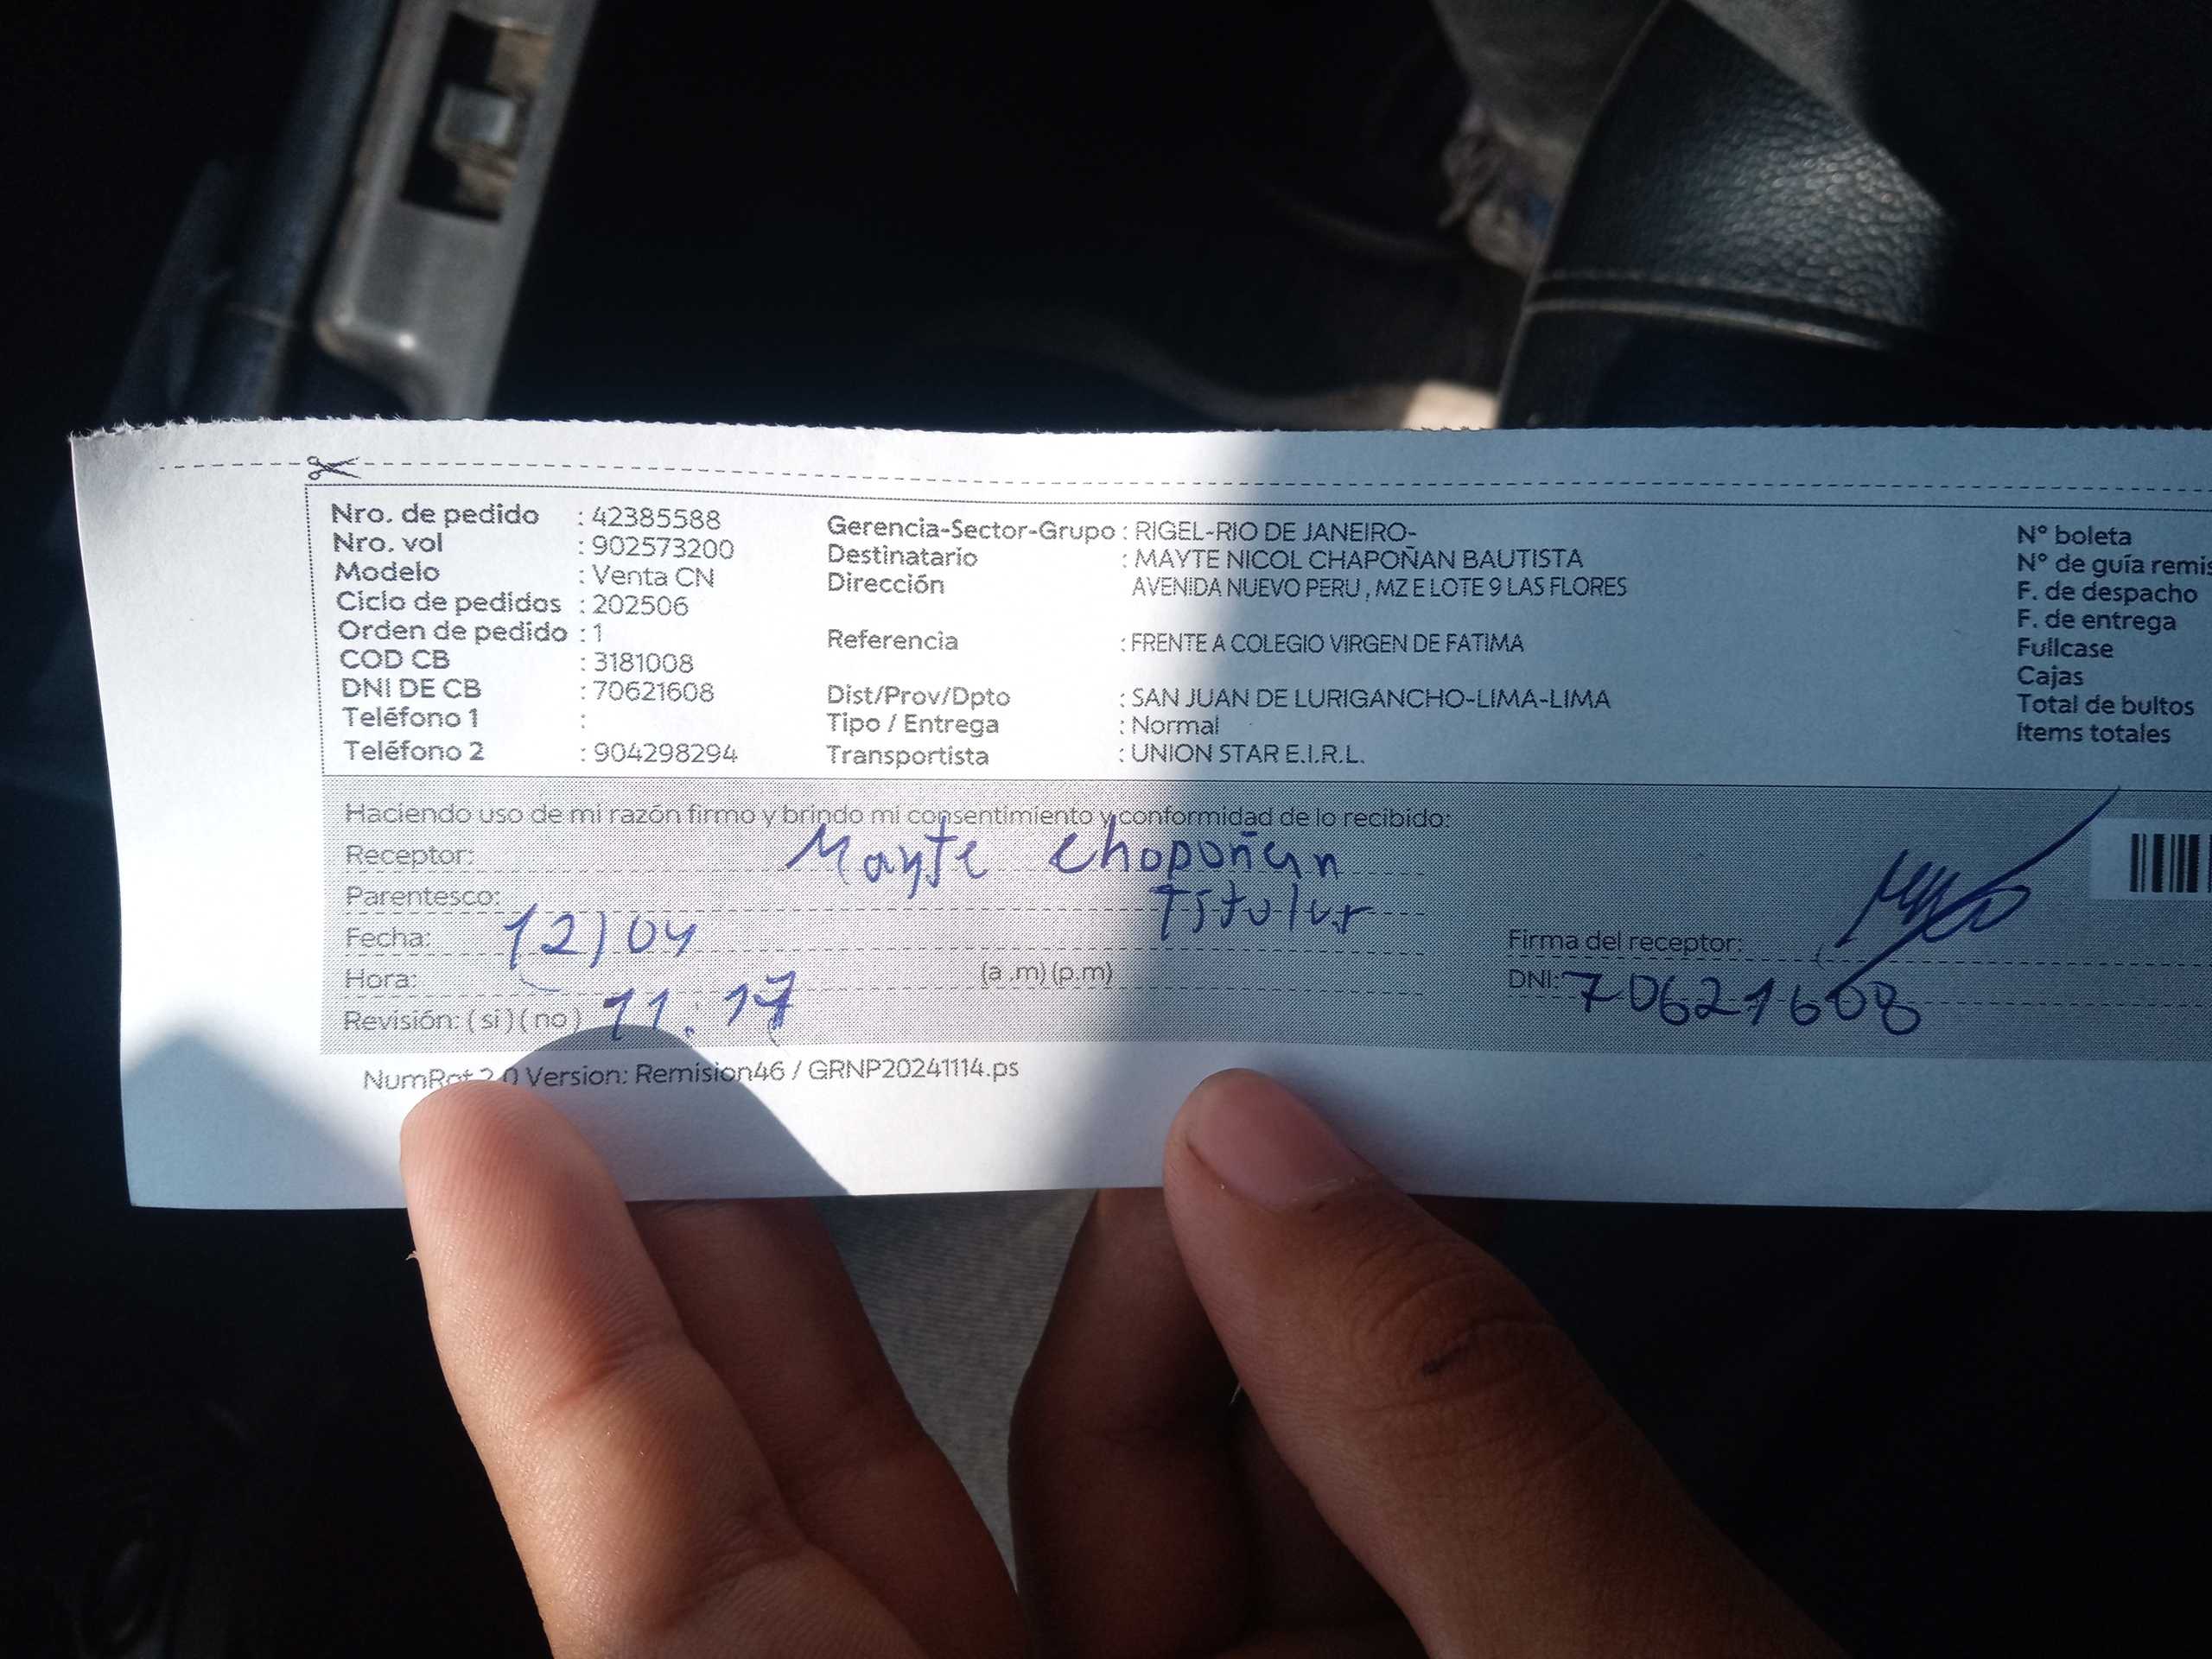 Nro. de pedido : 42385588
Nro. vol : 902573200
Modelo : Venta CN
Ciclo de pedidos : 202506
Orden de pedido : 1
COD CB : 3181008
DNI DE CB : 70621608
Teléfono 1 :
Teléfono 2 : 904298294
Gerencia-Sector-Grupo : RIGEL-RIO DE JANEIRO-
Destinatario : MAYTE NICOL CHAPOÑAN BAUTISTA
Dirección AVENIDA NUEVO PERU , MZ E LOTE 9 LAS FLORES
Referencia : FRENTE A COLEGIO VIRGEN DE FATIMA
Dist/Prov/Dpto : SAN JUAN DE LURIGANCHO-LIMA-LIMA
Tipo / Entrega : Normal
Transportista : UNION STAR E.I.R.L.
N° boleta
N° de guía remis
F. de despacho
F. de entrega
Fullcase
Cajas
Total de bultos
Items totales
Haciendo uso de mi razón firmo y brindo mi consentimiento y conformidad de lo recibido:
Receptor: Mayte Chapoñan
Parentesco: Titular
Fecha: 12/04
Hora: (a .m) (p.m)
Revisión: ( si ) ( no ) 11:17
Firma del receptor:
DNI: 70621608
Version: Remision46 / GRNP20241114.ps